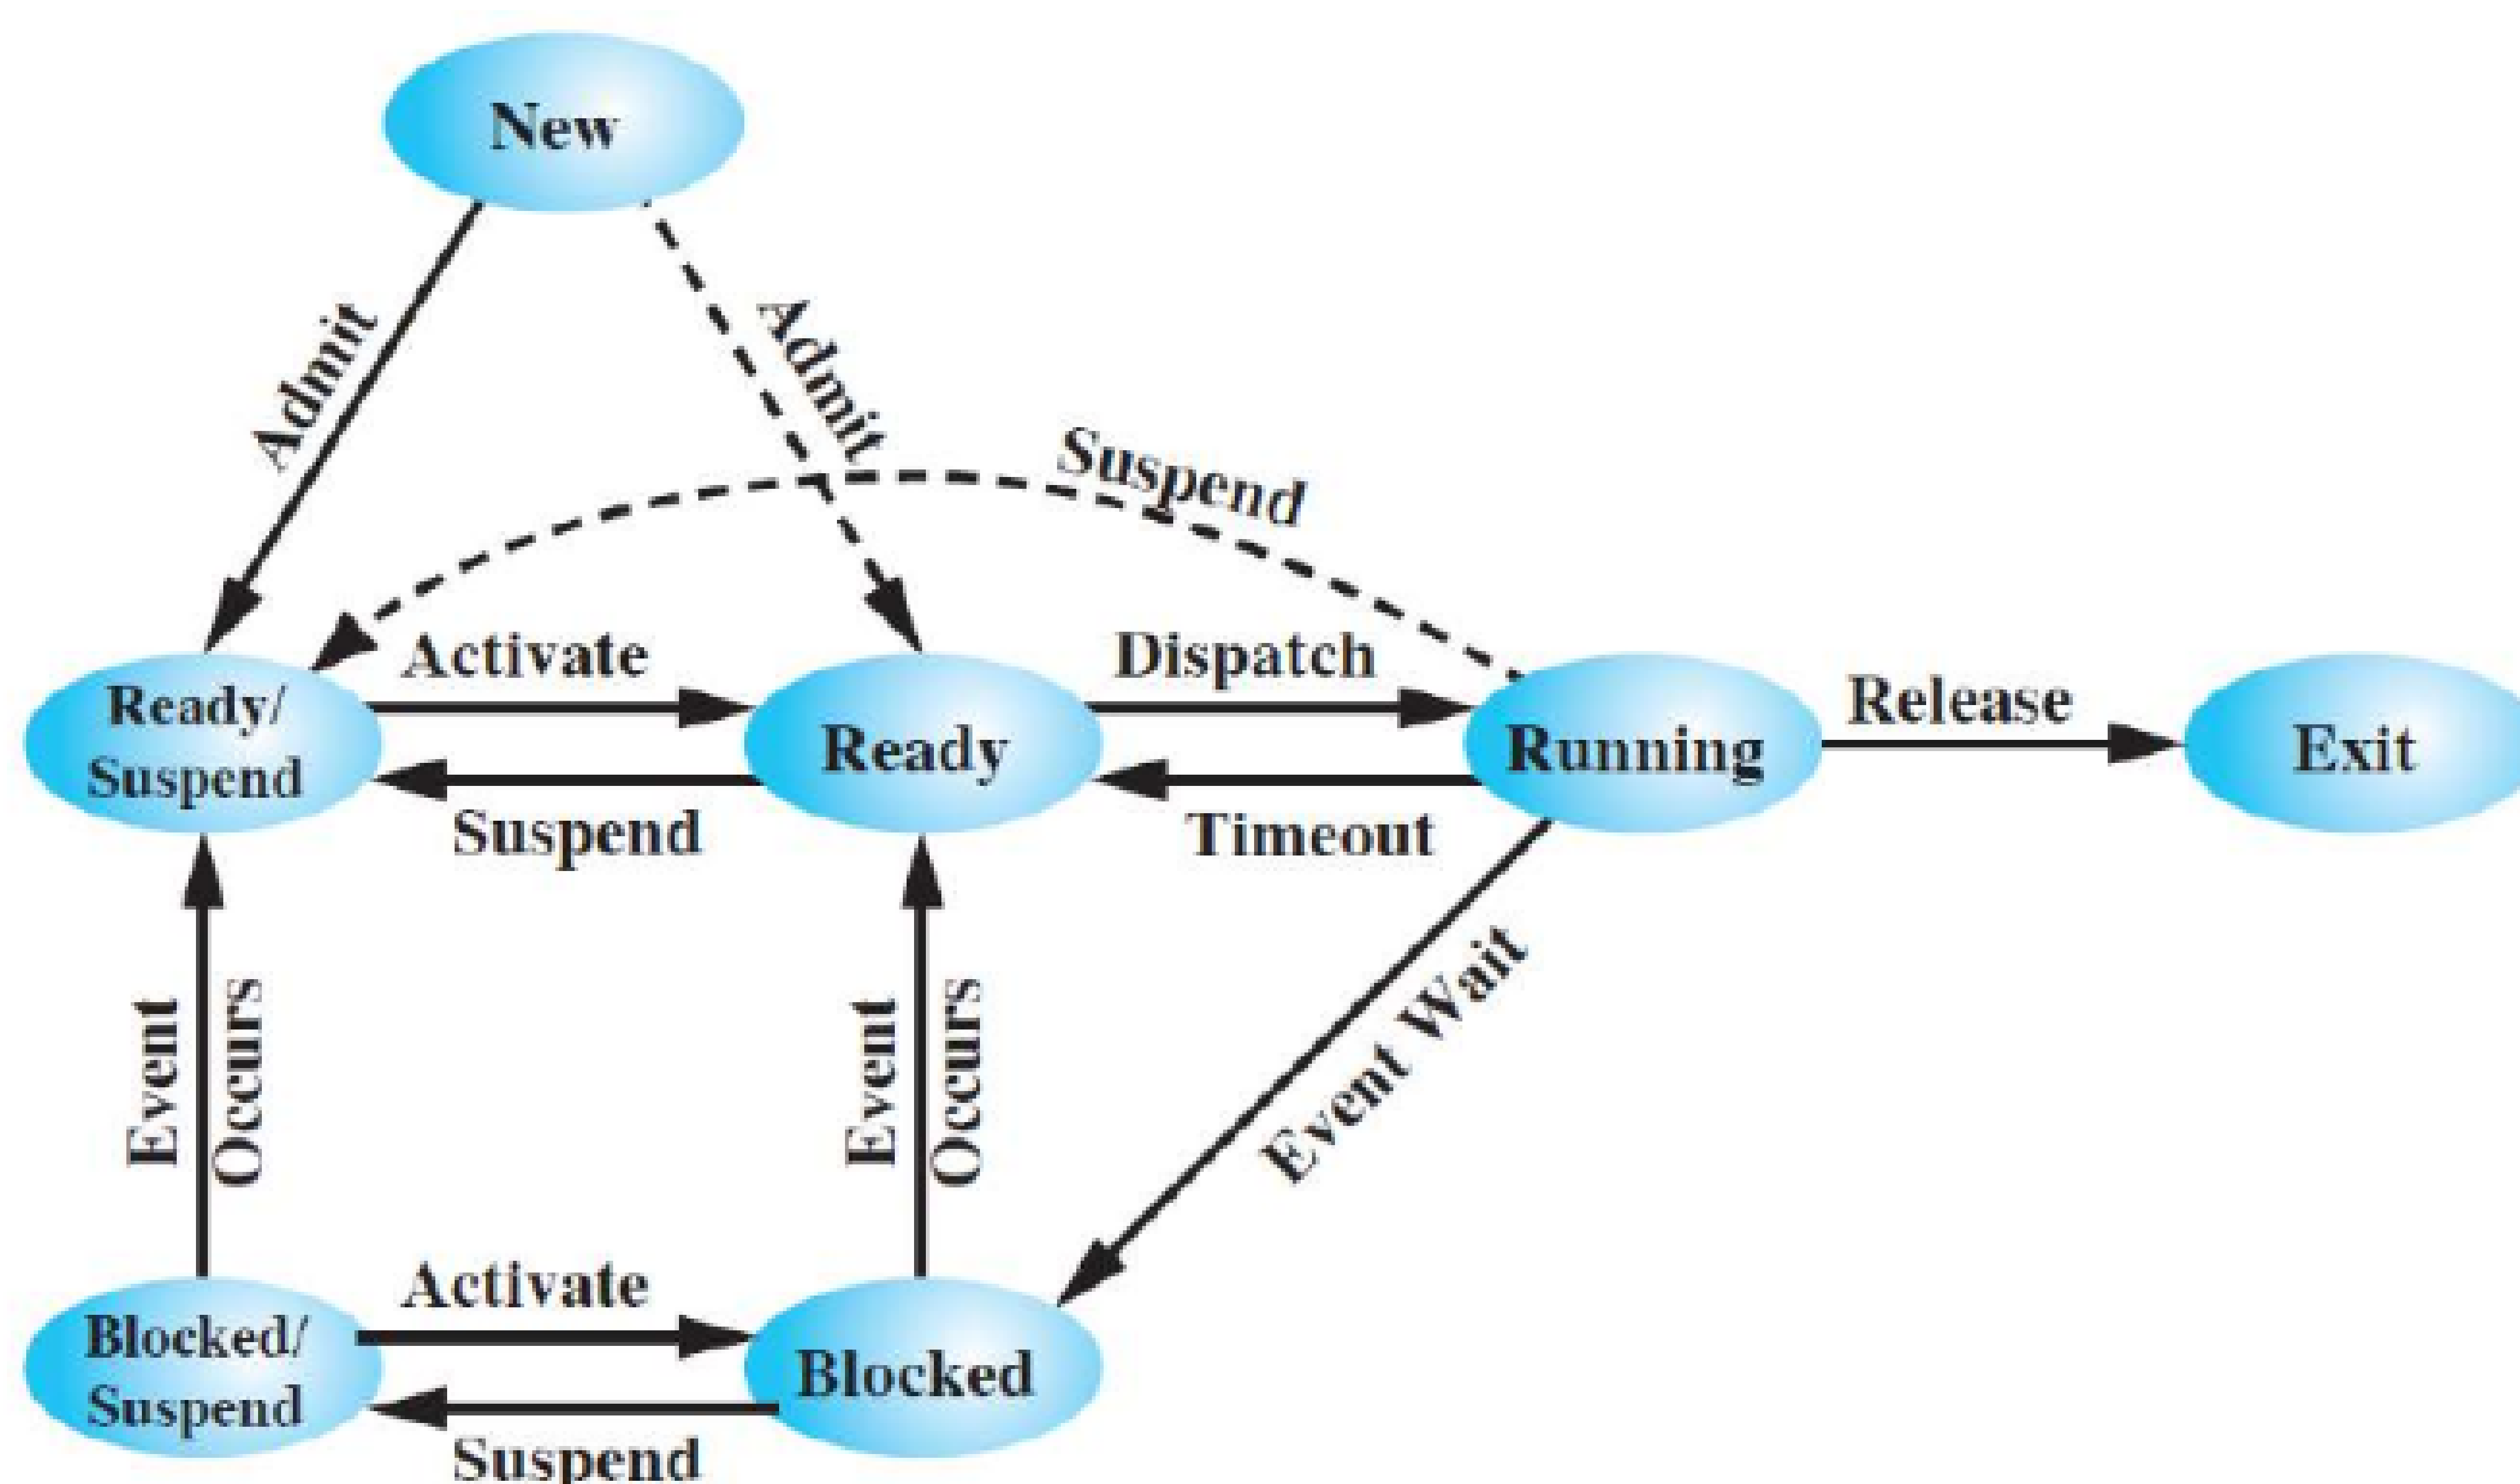 New
Admit
Admit
Suspend
Activate
Dispatch
Release
Ready/
Suspend
Ready
Running
Exit
Suspend
Timeout
Event
Occurs
Event
Occurs
Event Wait
Activate
Blocked/
Suspend
Blocked
Suspend